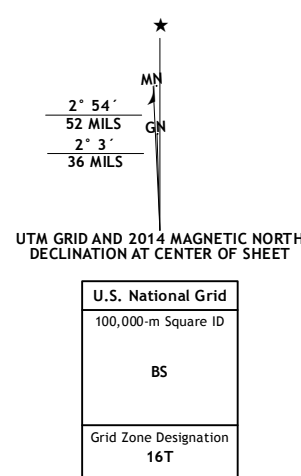 ★
MN
2° 54´
52 MILS
GN
2° 3´
36 MILS
UTM GRID AND 2014 MAGNETIC NORTH
DECLINATION AT CENTER OF SHEET
U.S. National Grid
100,000-m Square ID
BS
Grid Zone Designation
16T